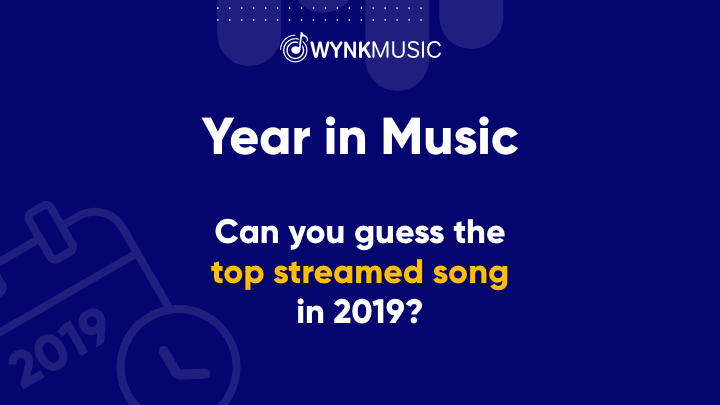 WYNKMUSIC
Year in Music
Can you guess the
top streamed song
in 2019?
2019